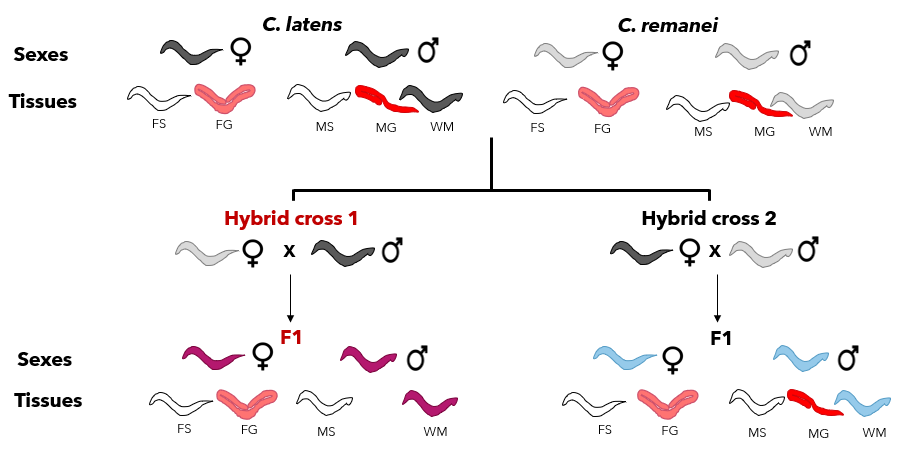 C. latens C. remanei
Sexes ♀ ♂ ♀ ♂
Tissues
FS FG MS MG WM FS FG MS MG WM
Hybrid cross 1 Hybrid cross 2
♀ x ♂ ♀ x ♂
F1 F1
Sexes ♀ ♂ ♀ ♂
Tissues
FS FG MS WM FS FG MS MG WM